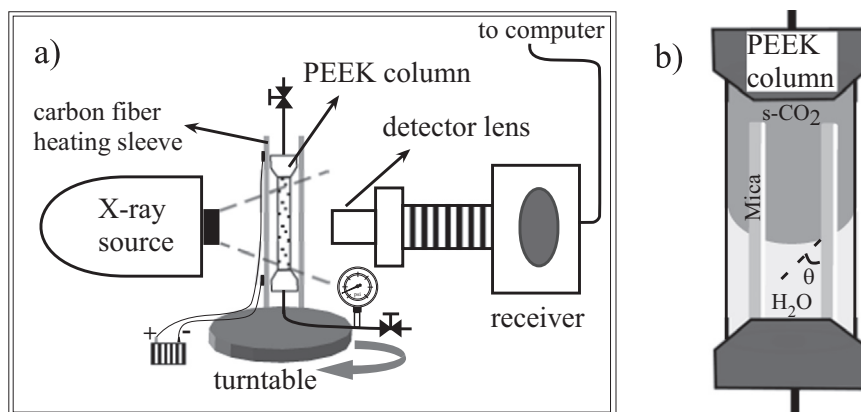 a)
to computer
PEEK column
carbon fiber
heating sleeve
detector lens
X-ray
source
+ -
receiver
turntable
b)
PEEK
column
s-CO₂
Mica
θ
H₂O